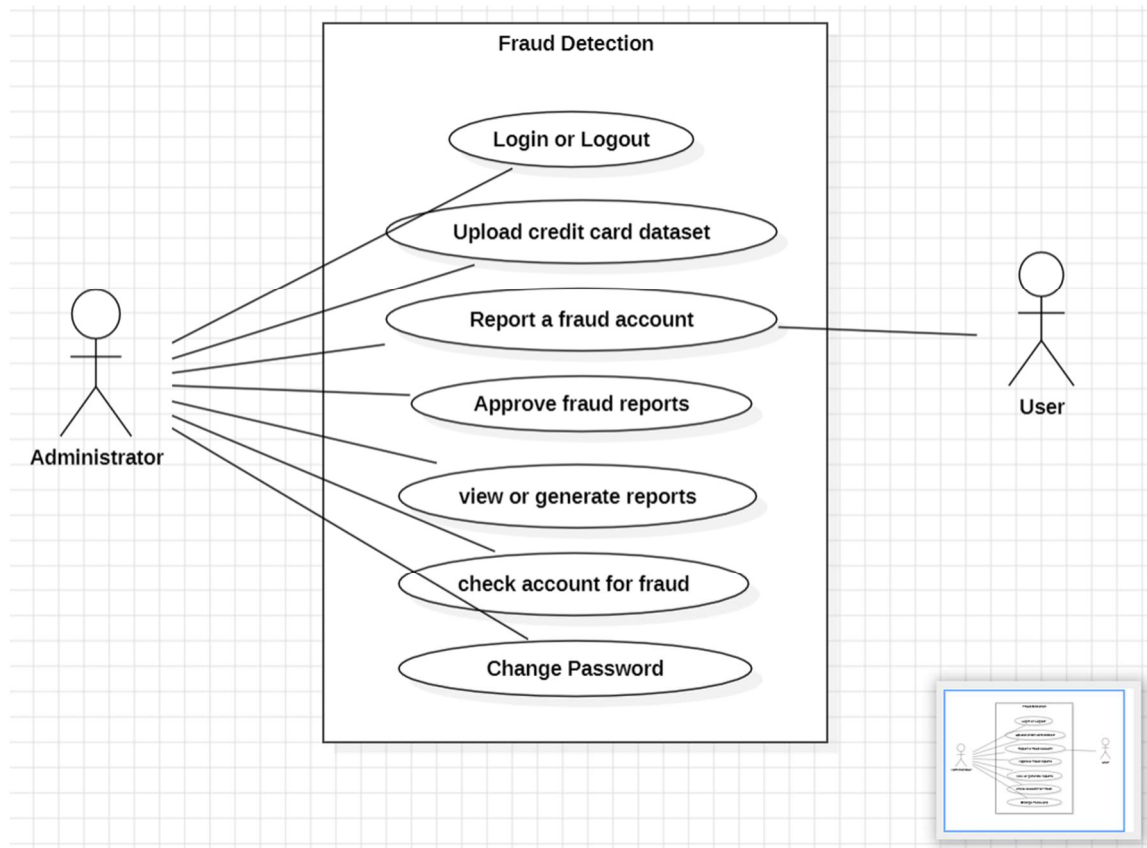 Fraud Detection
Login or Logout
Upload credit card dataset
Report a fraud account
Approve fraud reports
view or generate reports
check account for fraud
Change Password
Administrator
User